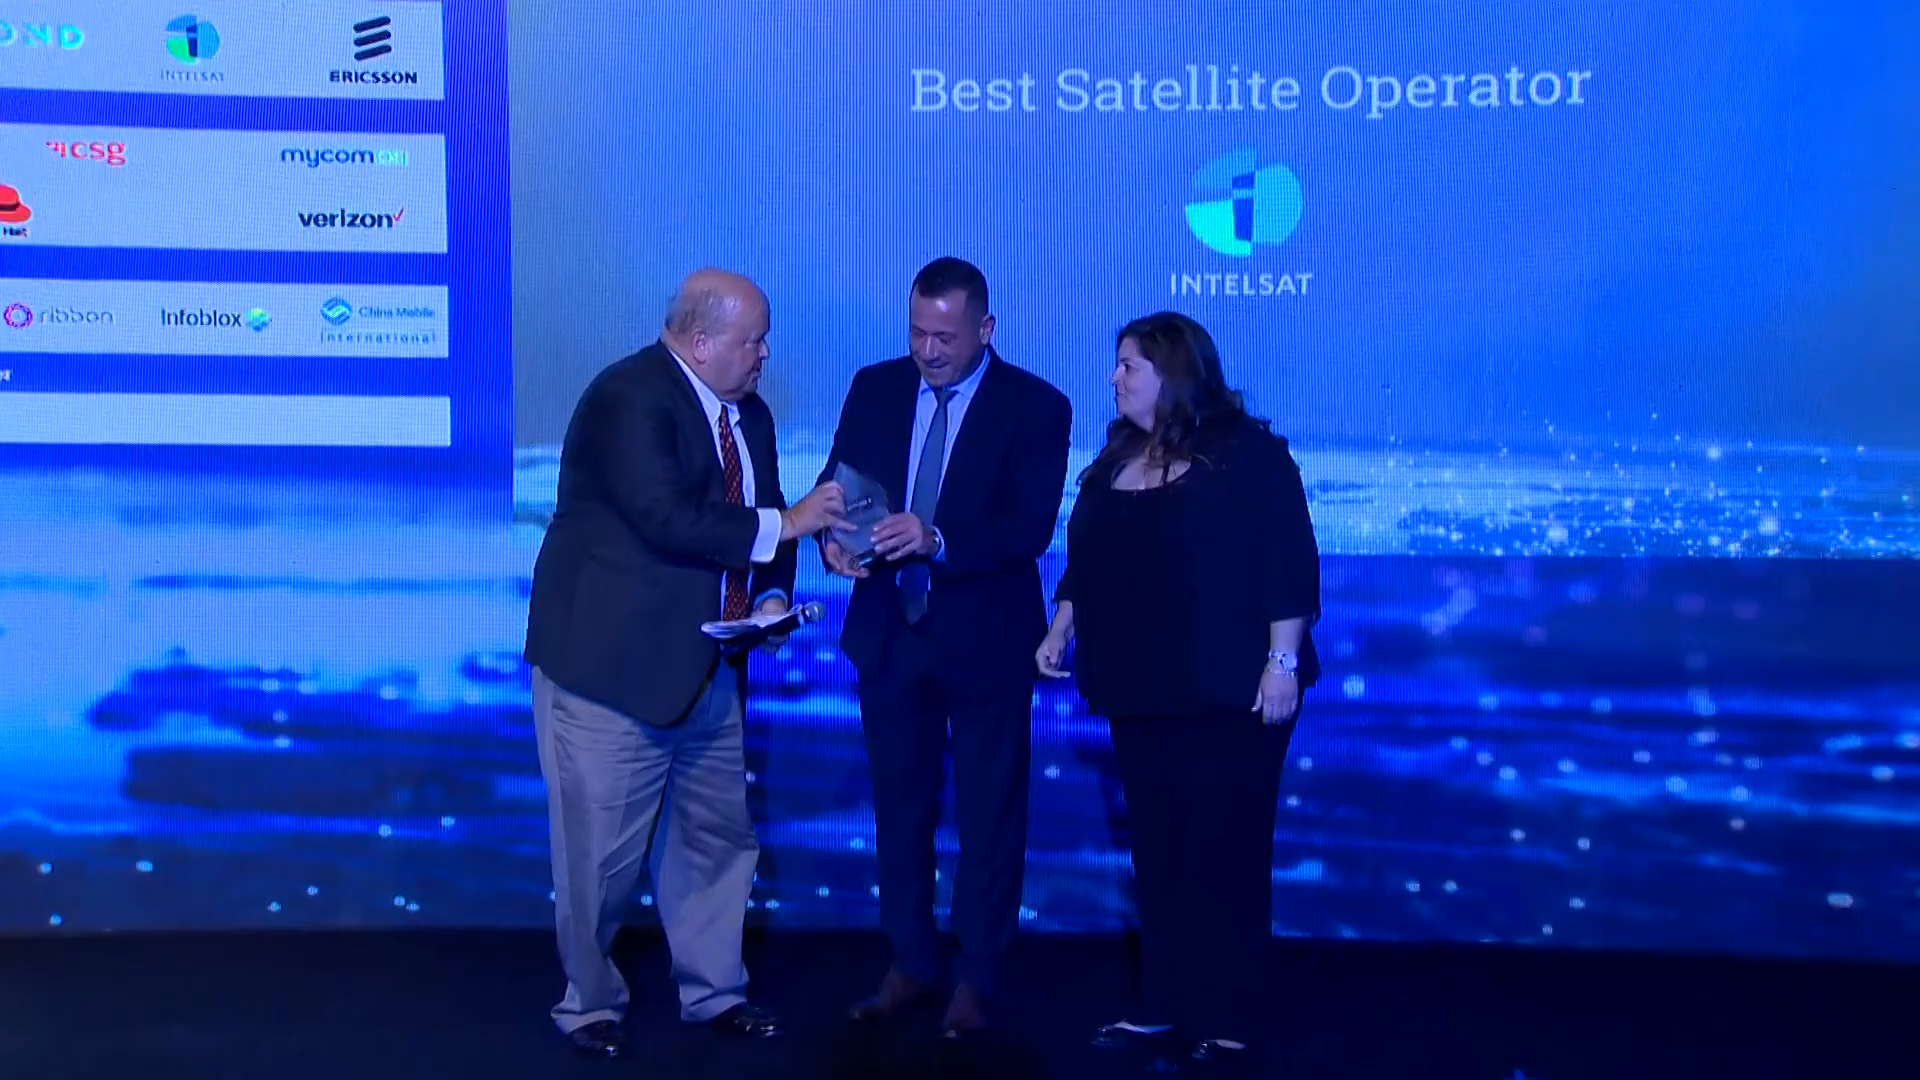 INTELSAT
ERICSSON
csg
mycom
verizon
ribbon
Infoblox
China Mobile
International
Best Satellite Operator
INTELSAT